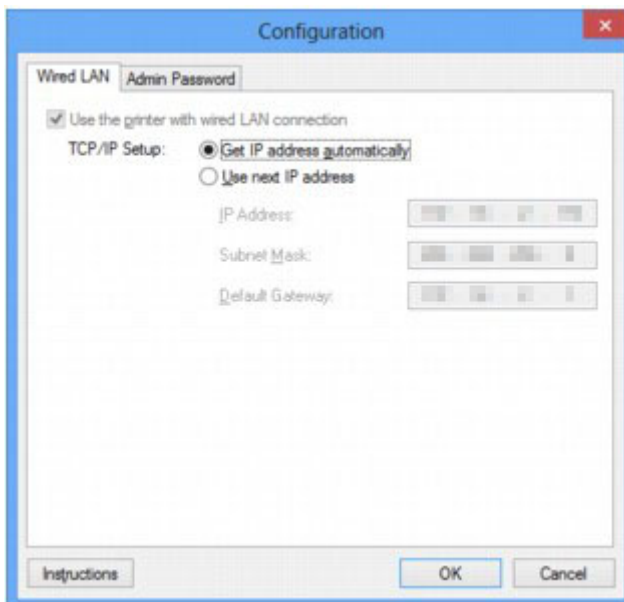 Configuration
Wired LAN Admin Password
Use the printer with wired LAN connection
TCP/IP Setup: Get IP address automatically
Use next IP address
IP Address:
Subnet Mask:
Default Gateway:
Instructions OK Cancel